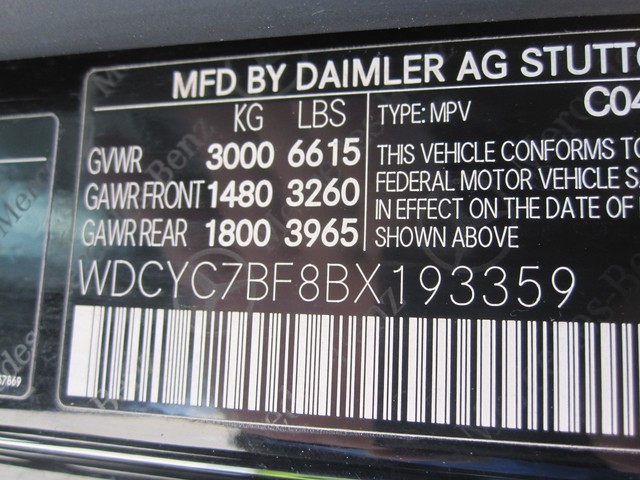 MFD BY DAIMLER AG STUTT
KG LBS
GVWR 3000 6615
GAWR FRONT 1480 3260
GAWR REAR 1800 3965
TYPE: MPV
C04
THIS VEHICLE CONFORMS TO
FEDERAL MOTOR VEHICLE S
IN EFFECT ON THE DATE OF
SHOWN ABOVE
WDCYC7BF8BX193359
7869